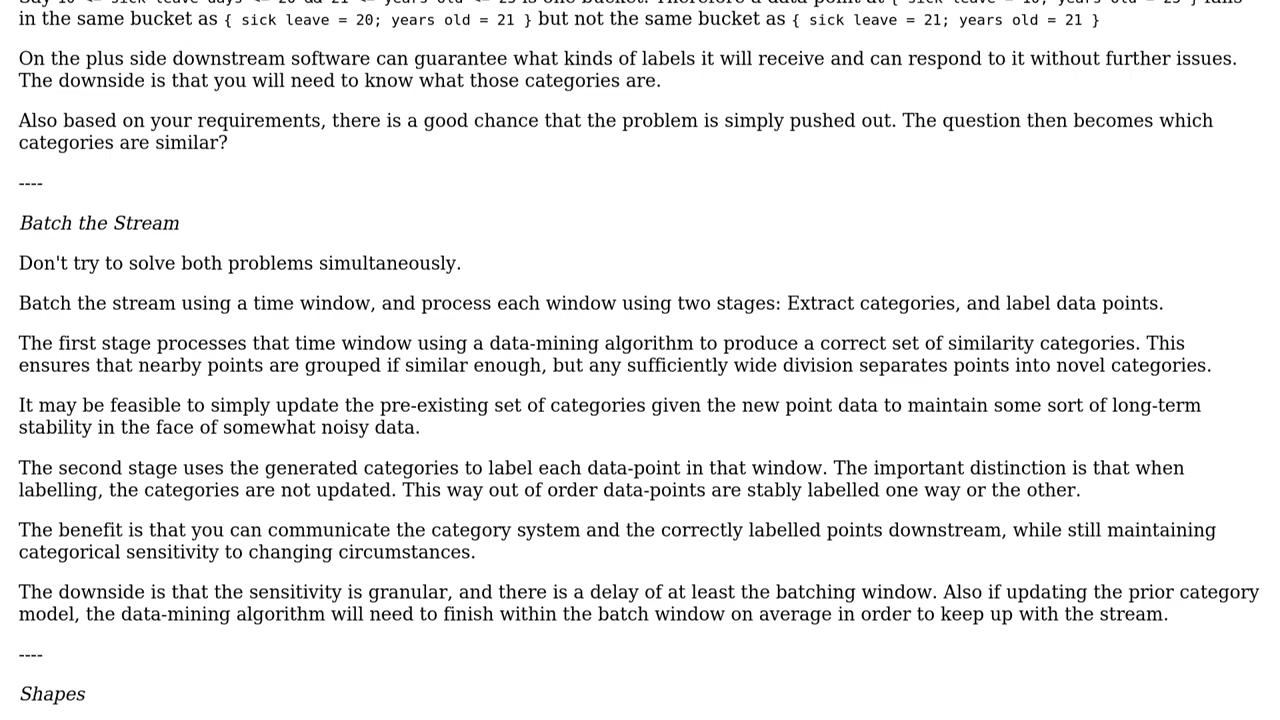 in the same bucket as { sick leave = 20; years old = 21 } but not the same bucket as { sick leave = 21; years old = 21 }
On the plus side downstream software can guarantee what kinds of labels it will receive and can respond to it without further issues.
The downside is that you will need to know what those categories are.
Also based on your requirements, there is a good chance that the problem is simply pushed out. The question then becomes which
categories are similar?
----
Batch the Stream
Don't try to solve both problems simultaneously.
Batch the stream using a time window, and process each window using two stages: Extract categories, and label data points.
The first stage processes that time window using a data-mining algorithm to produce a correct set of similarity categories. This
ensures that nearby points are grouped if similar enough, but any sufficiently wide division separates points into novel categories.
It may be feasible to simply update the pre-existing set of categories given the new point data to maintain some sort of long-term
stability in the face of somewhat noisy data.
The second stage uses the generated categories to label each data-point in that window. The important distinction is that when
labelling, the categories are not updated. This way out of order data-points are stably labelled one way or the other.
The benefit is that you can communicate the category system and the correctly labelled points downstream, while still maintaining
categorical sensitivity to changing circumstances.
The downside is that the sensitivity is granular, and there is a delay of at least the batching window. Also if updating the prior category
model, the data-mining algorithm will need to finish within the batch window on average in order to keep up with the stream.
----
Shapes